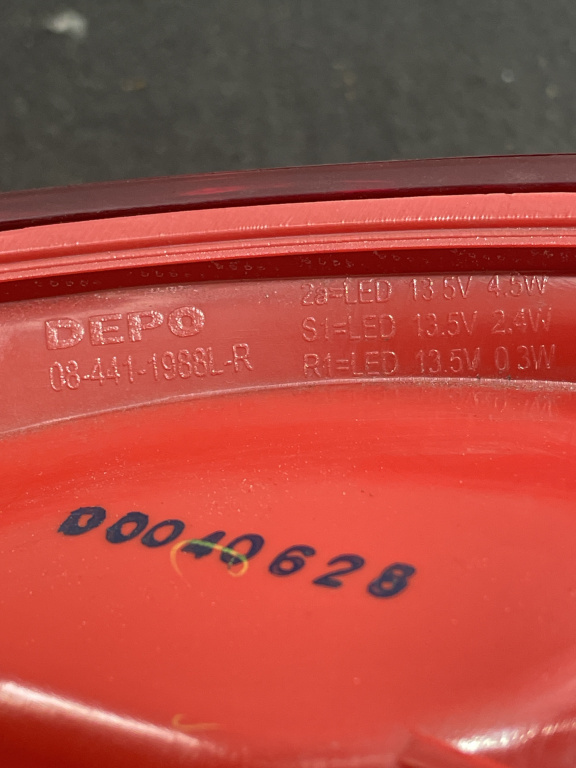 DEPO
08-441-1988L-R
2a=LED 13.5V 4.5W
S1=LED 13.5V 2.4W
R1=LED 13.5V 0.3W
D0040628